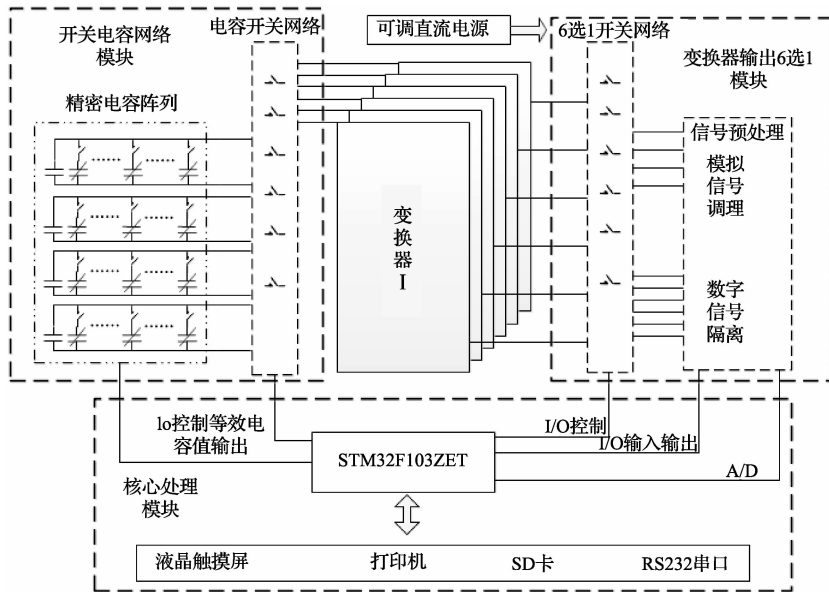 开关电容网络
模块
电容开关网络
可调直流电源
6选1开关网络
变换器输出6选1
模块
精密电容阵列
变
换
器
I
信号预处理
模拟
信号
调理
数字
信号
隔离
Io控制等效电
容值输出
I/O控制
I/O输入输出
A/D
STM32F103ZET
核心处理
模块
液晶触摸屏
打印机
SD卡
RS232串口